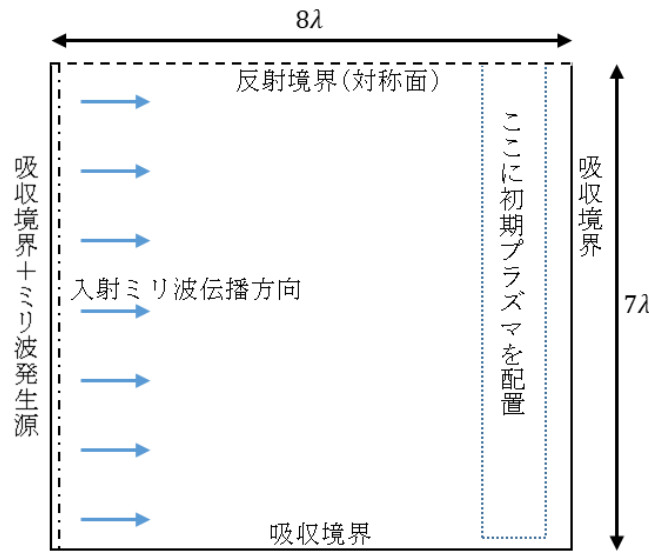 8λ
反射境界(対称面)
吸収境界＋ミリ波発生源
入射ミリ波伝播方向
ここに初期プラズマを配置
吸収境界
7λ
吸収境界